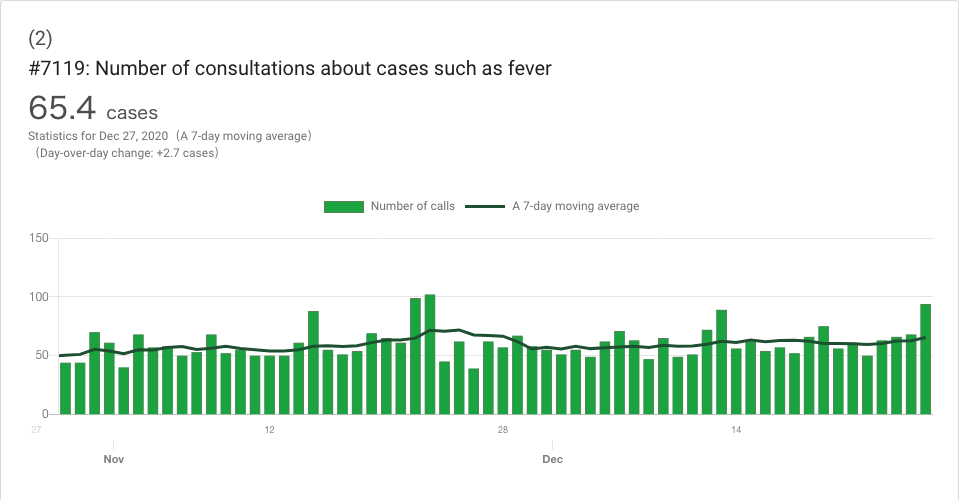 (2)
#7119: Number of consultations about cases such as fever
65.4 cases
Statistics for Dec 27, 2020（A 7-day moving average）
（Day-over-day change: +2.7 cases）
Number of calls A 7-day moving average
150
100
50
0
27 12 28 14
Nov Dec